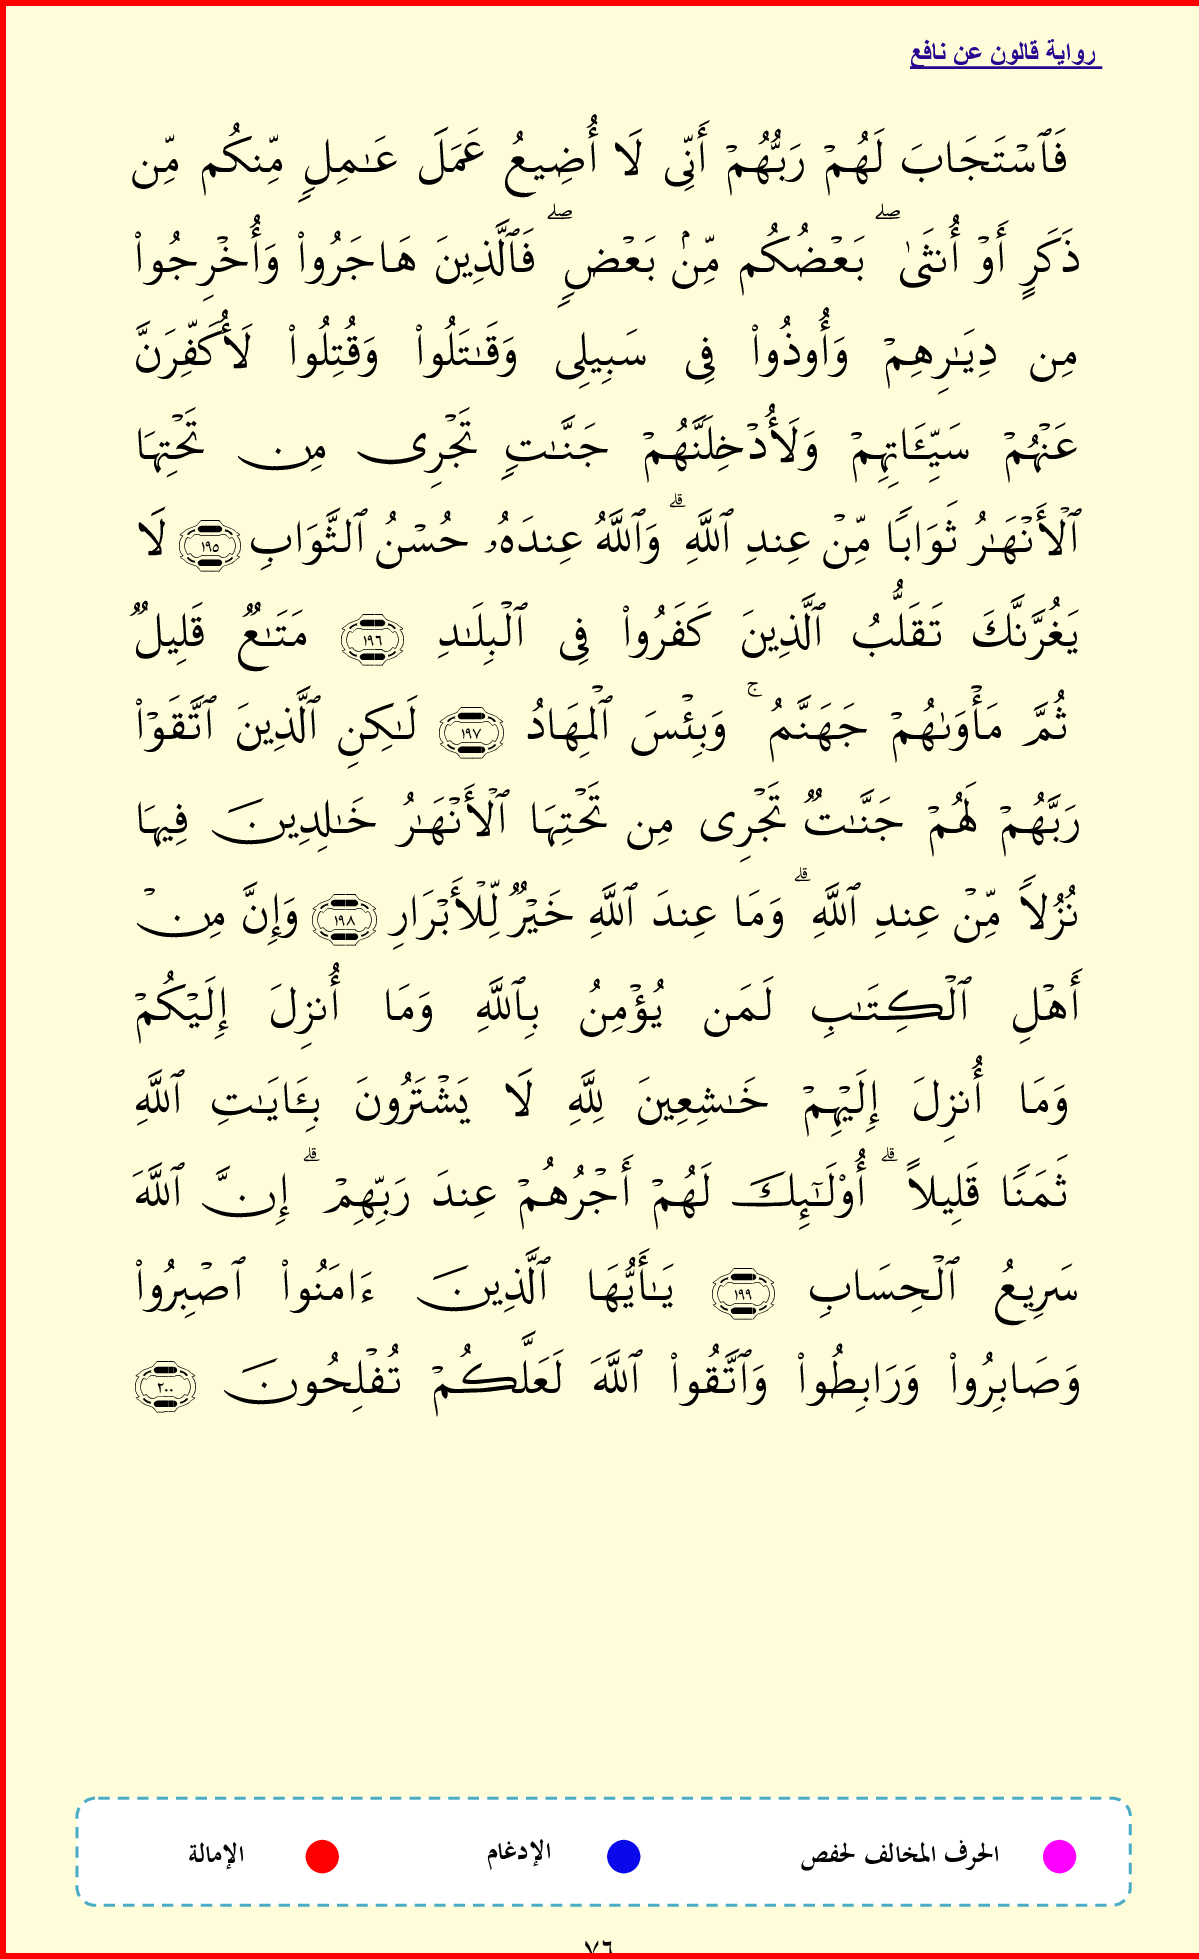 رواية قالون عن نافع
فَٱسۡتَجَابَ لَهُمۡ رَبُّهُمۡ أَنِّى لَا أُضِيعُ عَمَلَ عَـٰمِلٖ مِّنكُم مِّن
ذَكَرٍ أَوۡ أُنثَىٰۖ بَعۡضُكُم مِّنۢ بَعۡضٖۖ فَٱلَّذِينَ هَاجَرُواْ وَأُخۡرِجُواْ
مِن دِيَـٰرِهِمۡ وَأُوذُواْ فِى سَبِيلِى وَقَـٰتَلُواْ وَقُتِلُواْ لَأُكَفِّرَنَّ
عَنۡهُمۡ سَيِّـَٔاتِهِمۡ وَلَأُدۡخِلَنَّهُمۡ جَنَّـٰتٖ تَجۡرِى مِن تَحۡتِهَا
ٱلۡأَنۡهَـٰرُ ثَوَابًا مِّنۡ عِندِ ٱللَّهِۗ وَٱللَّهُ عِندَهُۥ حُسۡنُ ٱلثَّوَابِ ١٩٥ لَا
يَغُرَّنَّكَ تَقَلُّبُ ٱلَّذِينَ كَفَرُواْ فِى ٱلۡبِلَـٰدِ ١٩٦ مَتَـٰعٌ قَلِيلٌ
ثُمَّ مَأۡوَىٰهُمۡ جَهَنَّمُۚ وَبِئۡسَ ٱلۡمِهَادُ ١٩٧ لَـٰكِنِ ٱلَّذِينَ ٱتَّقَوۡاْ
رَبَّهُمۡ لَهُمۡ جَنَّـٰتٌ تَجۡرِى مِن تَحۡتِهَا ٱلۡأَنۡهَـٰرُ خَـٰلِدِينَ فِيهَا
نُزُلاً مِّنۡ عِندِ ٱللَّهِۗ وَمَا عِندَ ٱللَّهِ خَيۡرٌ لِّلۡأَبۡرَارِ ١٩٨ وَإِنَّ مِنۡ
أَهۡلِ ٱلۡكِتَـٰبِ لَمَن يُؤۡمِنُ بِٱللَّهِ وَمَا أُنزِلَ إِلَيۡكُمۡ
وَمَا أُنزِلَ إِلَيۡهِمۡ خَـٰشِعِينَ لِلَّهِ لَا يَشۡتَرُونَ بِـَٔايَـٰتِ ٱللَّهِ
ثَمَنًا قَلِيلاًۗ أُوْلَـٰٓئِكَ لَهُمۡ أَجۡرُهُمۡ عِندَ رَبِّهِمۡۗ إِنَّ ٱللَّهَ
سَرِيعُ ٱلۡحِسَابِ ١٩٩ يَـٰأَيُّهَا ٱلَّذِينَ ءَامَنُواْ ٱصۡبِرُواْ
وَصَابِرُواْ وَرَابِطُواْ وَٱتَّقُواْ ٱللَّهَ لَعَلَّكُمۡ تُفۡلِحُونَ ٢٠٠
الحرف المخالف لحفص الإدغام الإمالة
٧٦